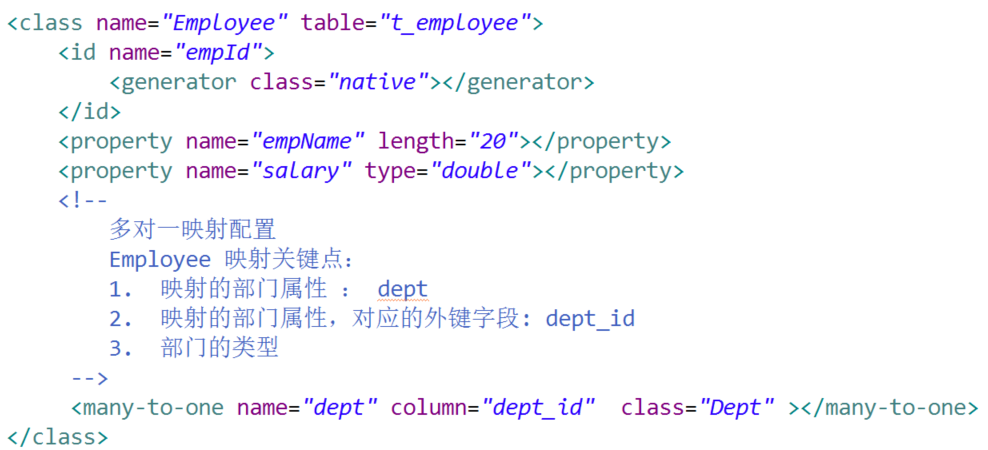 <class name="Employee" table="t_employee">
<id name="empId">
<generator class="native"></generator>
</id>
<property name="empName" length="20"></property>
<property name="salary" type="double"></property>
<!--
多对一映射配置
Employee 映射关键点：
1. 映射的部门属性 ： dept
2. 映射的部门属性，对应的外键字段: dept_id
3. 部门的类型
-->
<many-to-one name="dept" column="dept_id" class="Dept" ></many-to-one>
</class>